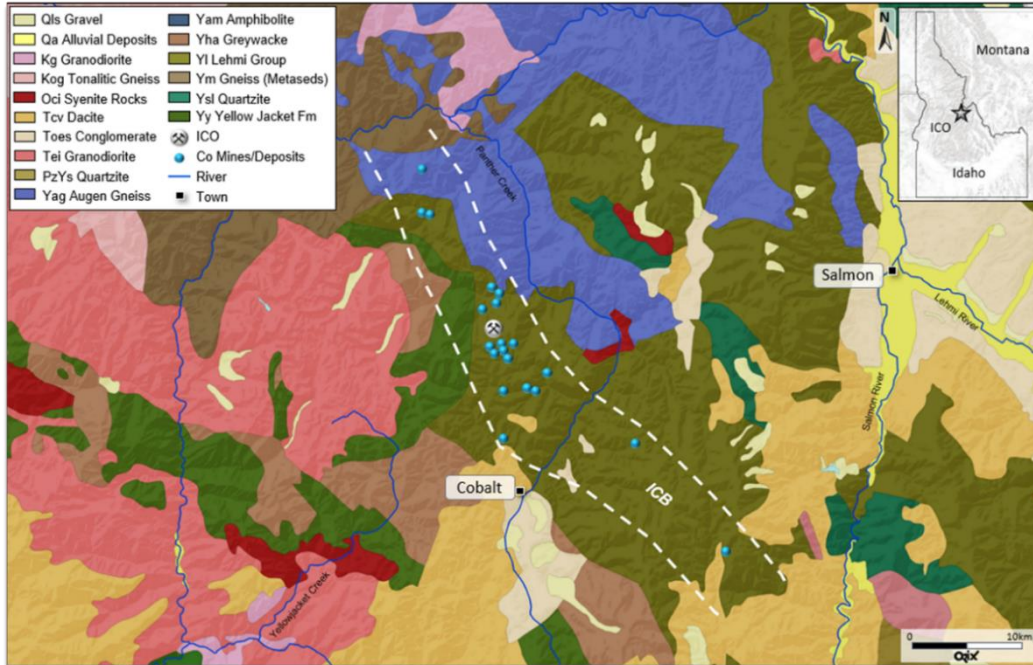 Qls Gravel
Qa Alluvial Deposits
Kg Granodiorite
Kog Tonalitic Gneiss
Oci Syenite Rocks
Tcv Dacite
Toes Conglomerate
Tei Granodiorite
PzYs Quartzite
Yag Augen Gneiss
Yam Amphibolite
Yha Greywacke
Yl Lehmi Group
Ym Gneiss (Metaseds)
Ysl Quartzite
Yy Yellow Jacket Fm
ICO
Co Mines/Deposits
River
Town
N
Montana
ICO
Idaho
Panther Creek
Salmon
Lehmi River
Salmon River
Cobalt
ICB
Yellowjacket Creek
0 10km
Orix